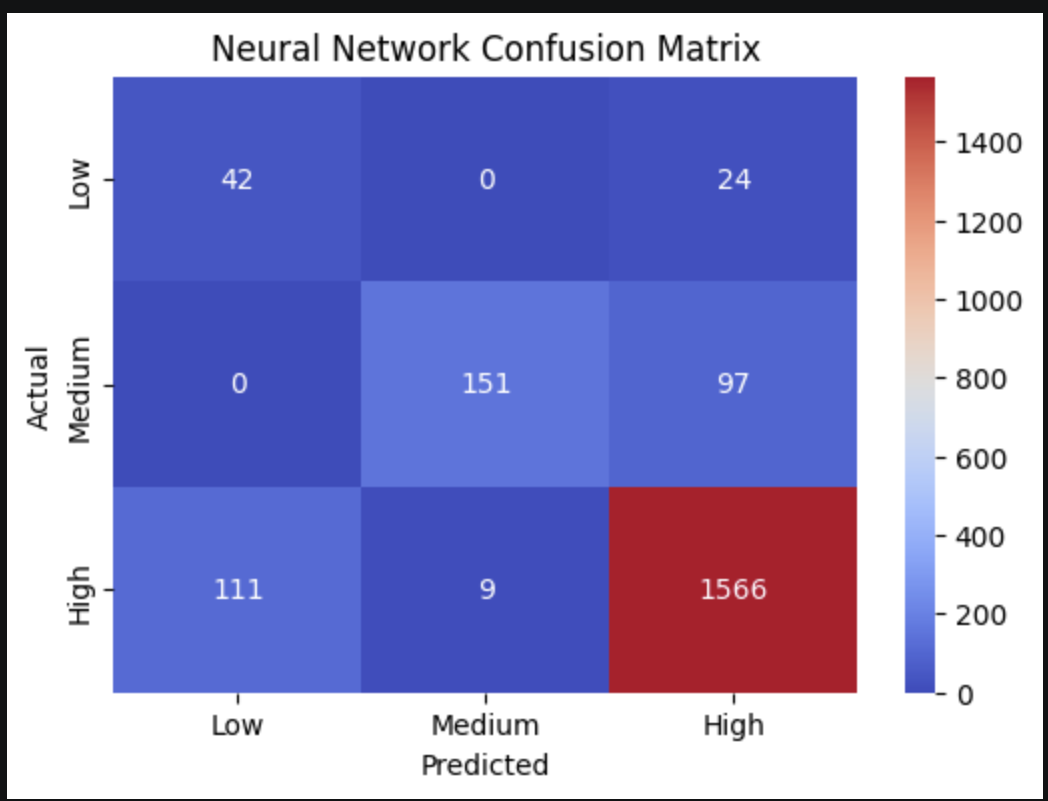 Neural Network Confusion Matrix
Actual
Low
42 0 24
Medium
0 151 97
High
111 9 1566
Low Medium High
Predicted
1400
1200
1000
800
600
400
200
0